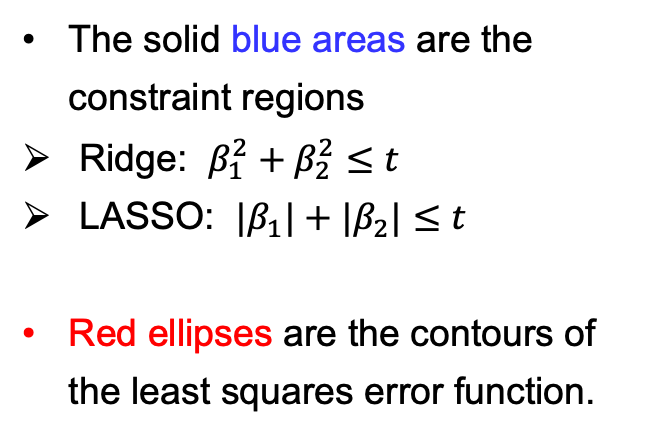 • The solid blue areas are the
constraint regions
➢ Ridge: 𝛽₁² + 𝛽₂² ≤ 𝑡
➢ LASSO: |𝛽₁| + |𝛽₂| ≤ 𝑡
• Red ellipses are the contours of
the least squares error function.